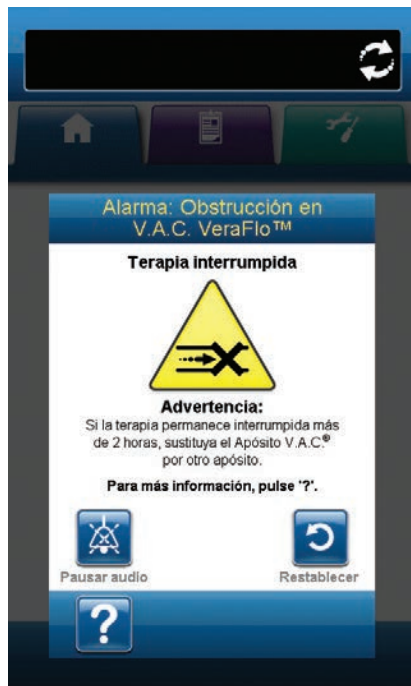 Alarma: Obstrucción en
V.A.C. VeraFlo™
Terapia interrumpida
Advertencia:
Si la terapia permanece interrumpida más
de 2 horas, sustituya el Apósito V.A.C.®
por otro apósito.
Para más información, pulse '?'.
Pausar audio
Restablecer
?